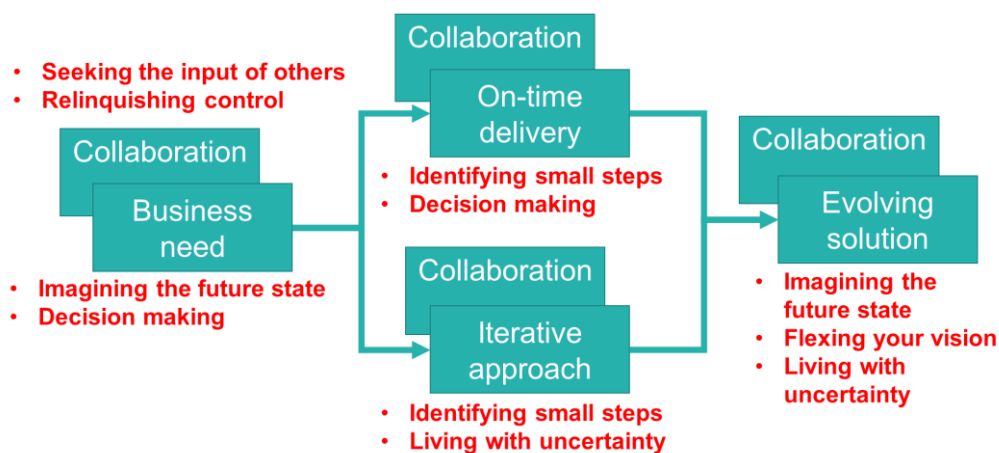 • Seeking the input of others
• Relinquishing control
Collaboration
Business
need
• Imagining the future state
• Decision making
Collaboration
On-time
delivery
• Identifying small steps
• Decision making
Collaboration
Iterative
approach
• Identifying small steps
• Living with uncertainty
Collaboration
Evolving
solution
• Imagining the
future state
• Flexing your vision
• Living with
uncertainty